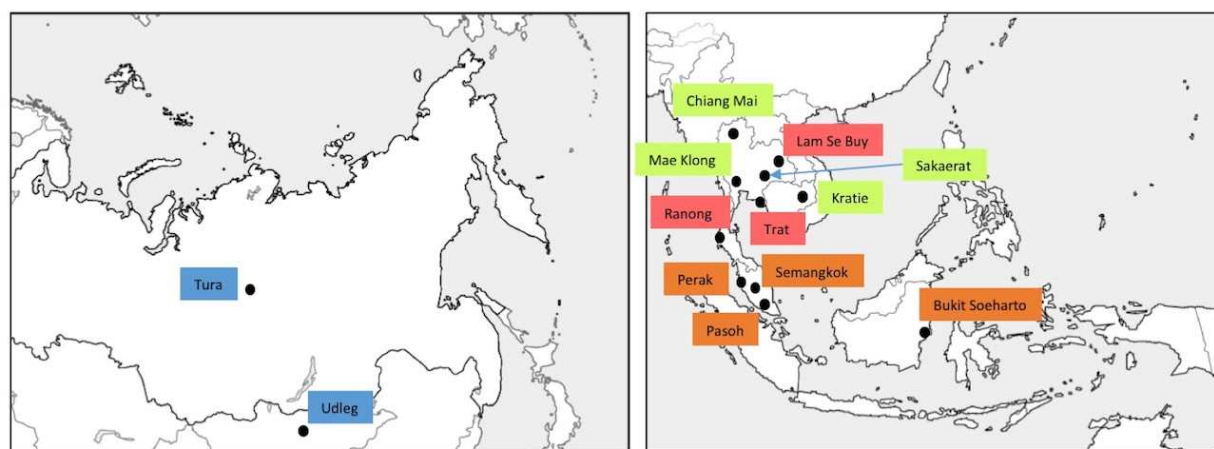 Tura
Udleg
Chiang Mai
Lam Se Buy
Mae Klong
Sakaerat
Kratie
Ranong
Trat
Semangkok
Perak
Bukit Soeharto
Pasoh